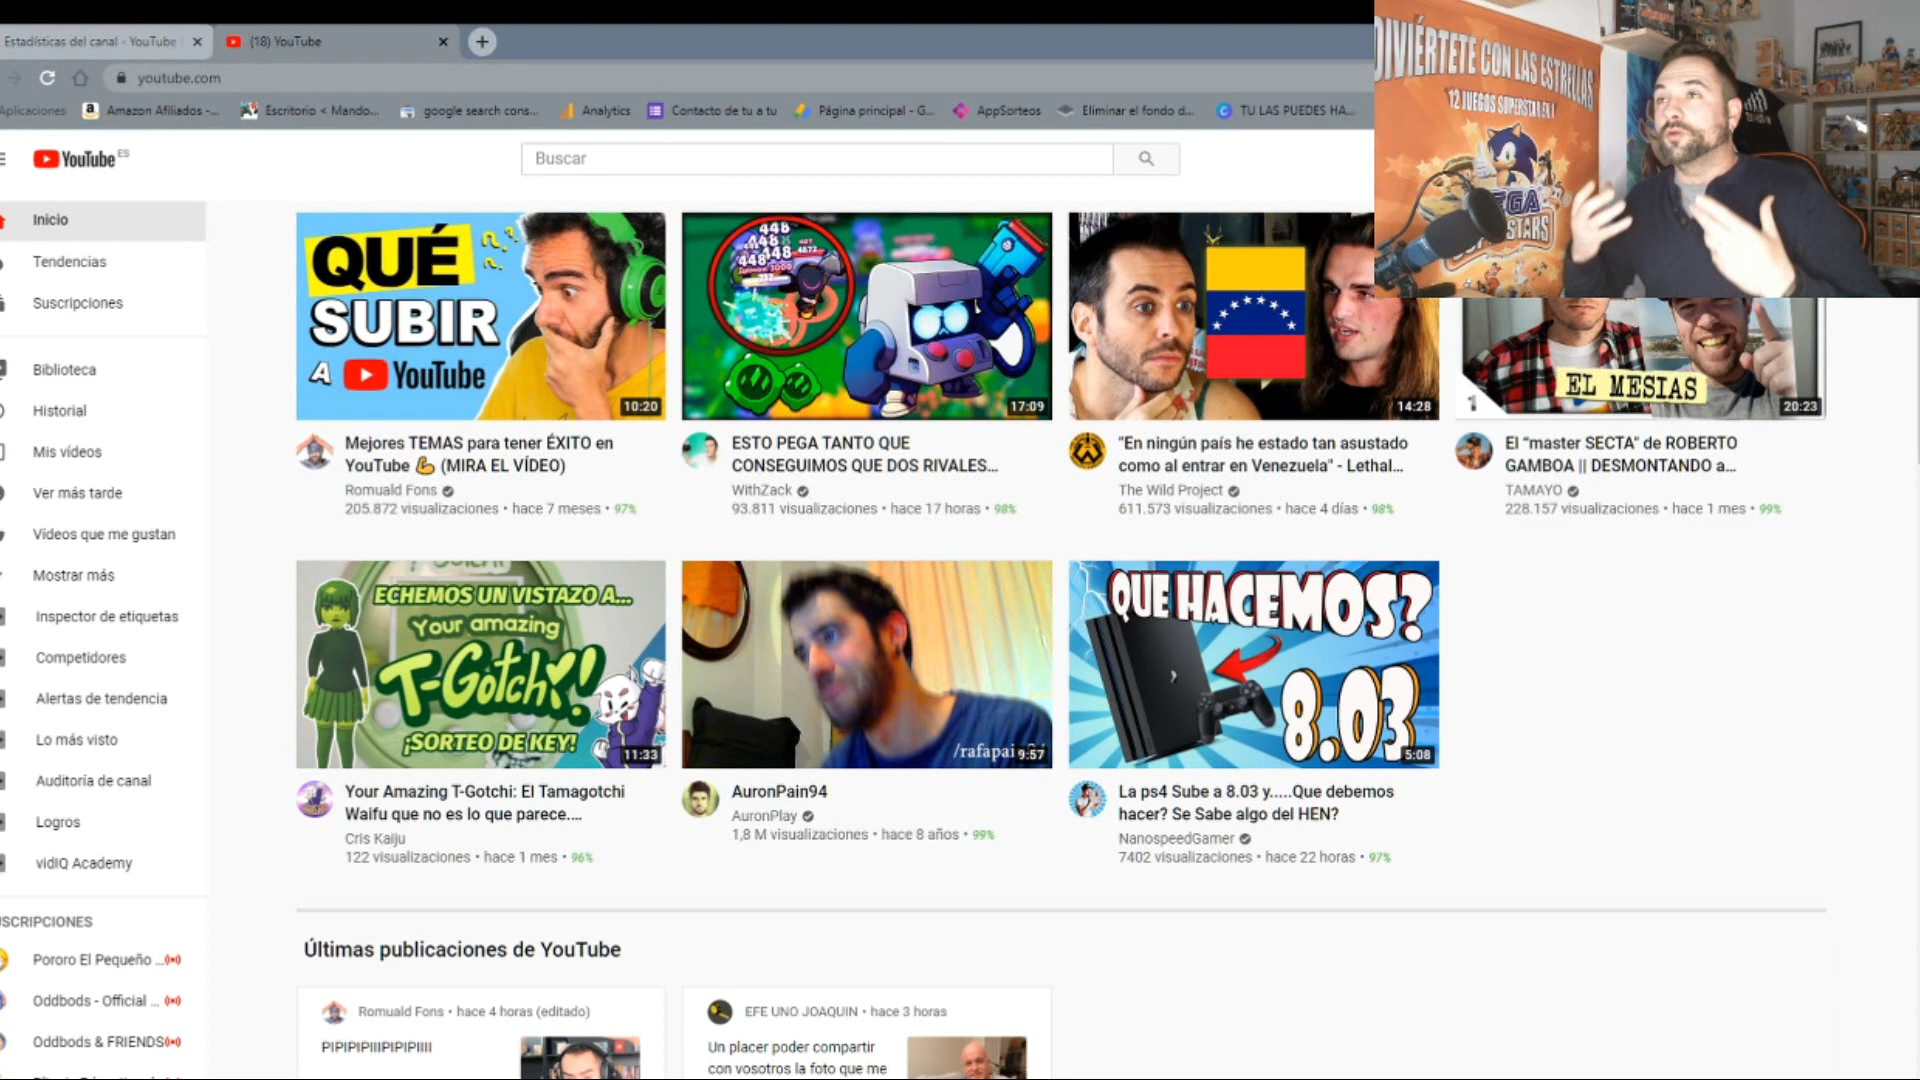 Estadísticas del canal - YouTube
(18) YouTube
youtube.com
Aplicaciones
Amazon Afiliados -...
Escritorio < Mando...
google search cons...
Analytics
Contacto de tu a tu
Página principal - G...
AppSorteos
Eliminar el fondo d...
TU LAS PUEDES HA...
DIVIÉRTETE CON LAS ESTRELLAS
12 JUEGOS SUPERSTAR EN 1
STARS
YouTube ES
Buscar
Inicio
Tendencias
Suscripciones
Biblioteca
Historial
Mis vídeos
Ver más tarde
Vídeos que me gustan
Mostrar más
Inspector de etiquetas
Competidores
Alertas de tendencia
Lo más visto
Auditoría de canal
Logros
vidIQ Academy
SUSCRIPCIONES
Pororo El Pequeño ...
Oddbods - Official ...
Oddbods & FRIENDS
QUÉ
SUBIR
A YouTube
10:20
Mejores TEMAS para tener ÉXITO en
YouTube 💪 (MIRA EL VÍDEO)
Romuald Fons
205.872 visualizaciones • hace 7 meses • 97%
448
448
448 448
17:09
ESTO PEGA TANTO QUE
CONSEGUIMOS QUE DOS RIVALES...
WithZack
93.811 visualizaciones • hace 17 horas • 98%
14:28
"En ningún país he estado tan asustado
como al entrar en Venezuela" - Lethal...
The Wild Project
611.573 visualizaciones • hace 4 días • 98%
EL MESIAS
1
20:23
El "master SECTA" de ROBERTO
GAMBOA || DESMONTANDO a...
TAMAYO
228.157 visualizaciones • hace 1 mes • 99%
ECHEMOS UN VISTAZO A...
Your amazing
T-Gotchi!
¡SORTEO DE KEY!
11:33
Your Amazing T-Gotchi: El Tamagotchi
Waifu que no es lo que parece....
Cris Kaiju
122 visualizaciones • hace 1 mes • 96%
9:57
AuronPain94
AuronPlay
1,8 M visualizaciones • hace 8 años • 99%
QUE HACEMOS?
8.03
5:08
La ps4 Sube a 8.03 y.....Que debemos
hacer? Se Sabe algo del HEN?
NanospeedGamer
7402 visualizaciones • hace 22 horas • 97%
Últimas publicaciones de YouTube
Romuald Fons • hace 4 horas (editado)
PIPIPIPIIIPIPIPIIII
EFE UNO JOAQUIN • hace 3 horas
Un placer poder compartir
con vosotros la foto que me